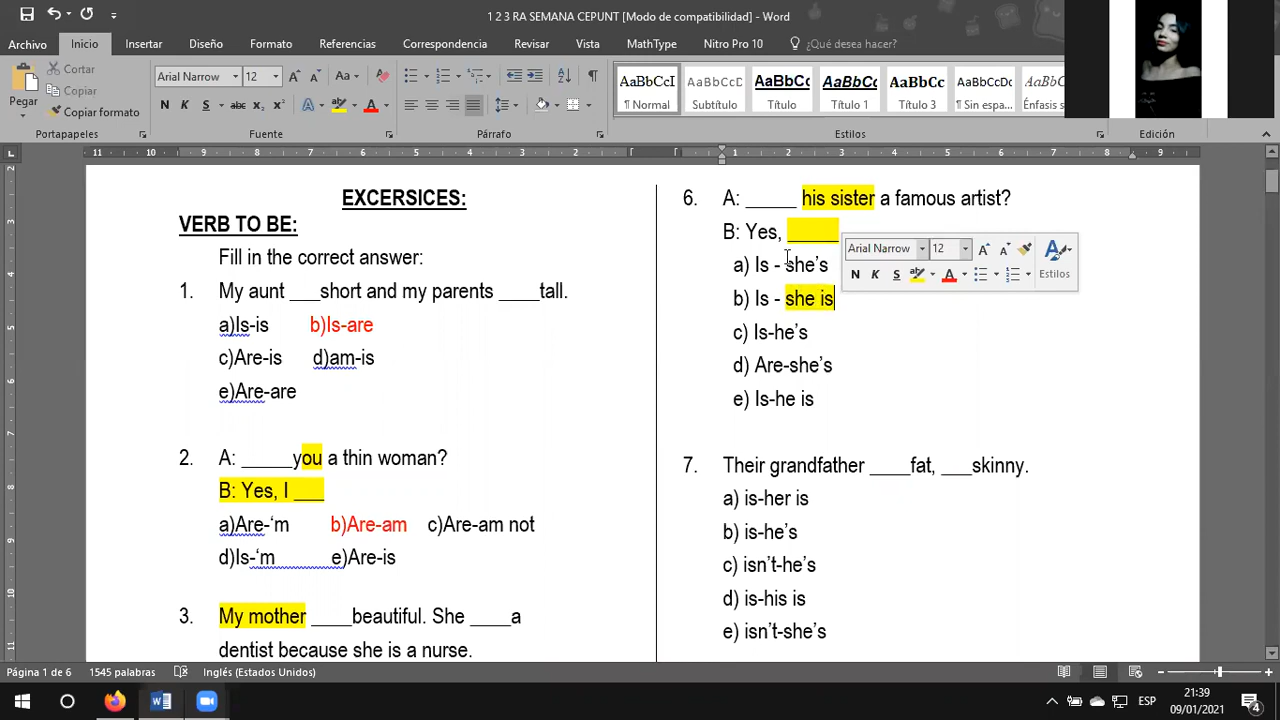 1 2 3 RA SEMANA CEPUNT [Modo de compatibilidad] - Word
Archivo Inicio Insertar Diseño Formato Referencias Correspondencia Revisar Vista MathType Nitro Pro 10 ¿Qué desea hacer?
Pegar
Cortar
Copiar
Copiar formato
Arial Narrow 12
AaBbCcI AaBbCcD AaBbCc AaBbCc AaBbCc AaBbCcDc AaBbCcDc
¶ Normal Subtítulo Título Título 1 Título 3 ¶ Sin espa... Énfasis s
Portapapeles Fuente Párrafo Estilos Edición
EXCERSICES:
VERB TO BE:
Fill in the correct answer:
1. My aunt ___short and my parents ____tall.
a)Is-is b)Is-are
c)Are-is d)am-is
e)Are-are
2. A: _____you a thin woman?
B: Yes, I ___
a)Are-‘m b)Are-am c)Are-am not
d)Is-‘m e)Are-is
3. My mother ____beautiful. She ____a
dentist because she is a nurse.
6. A: _____ his sister a famous artist?
B: Yes, _____
a) Is - she’s
b) Is - she is
c) Is-he’s
d) Are-she’s
e) Is-he is
Arial Narrow 12
Estilos
7. Their grandfather ____fat, ___skinny.
a) is-her is
b) is-he’s
c) isn’t-he’s
d) is-his is
e) isn’t-she’s
Página 1 de 6 1545 palabras Inglés (Estados Unidos)
ESP
21:39
09/01/2021